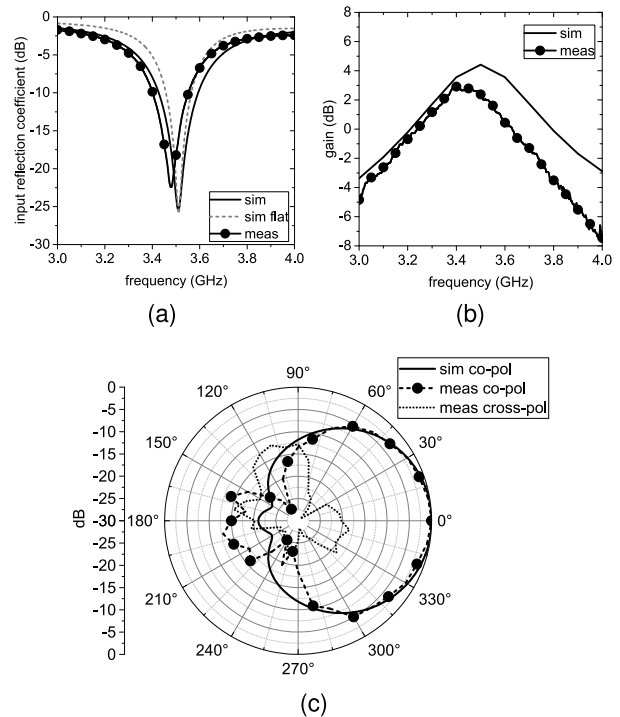 input reflection coefficient (dB)
0
-5
-10
-15
-20
-25
-30
3.0 3.2 3.4 3.6 3.8 4.0
frequency (GHz)
sim
sim flat
meas
(a)
gain (dB)
8
6
4
2
0
-2
-4
-6
-8
3.0 3.2 3.4 3.6 3.8 4.0
frequency (GHz)
sim
meas
(b)
sim co-pol
meas co-pol
meas cross-pol
dB
0
-5
-10
-15
-20
-25
-30
-25
-20
-15
-10
-5
0
90°
60°
30°
0°
330°
300°
270°
240°
210°
180°
150°
120°
(c)